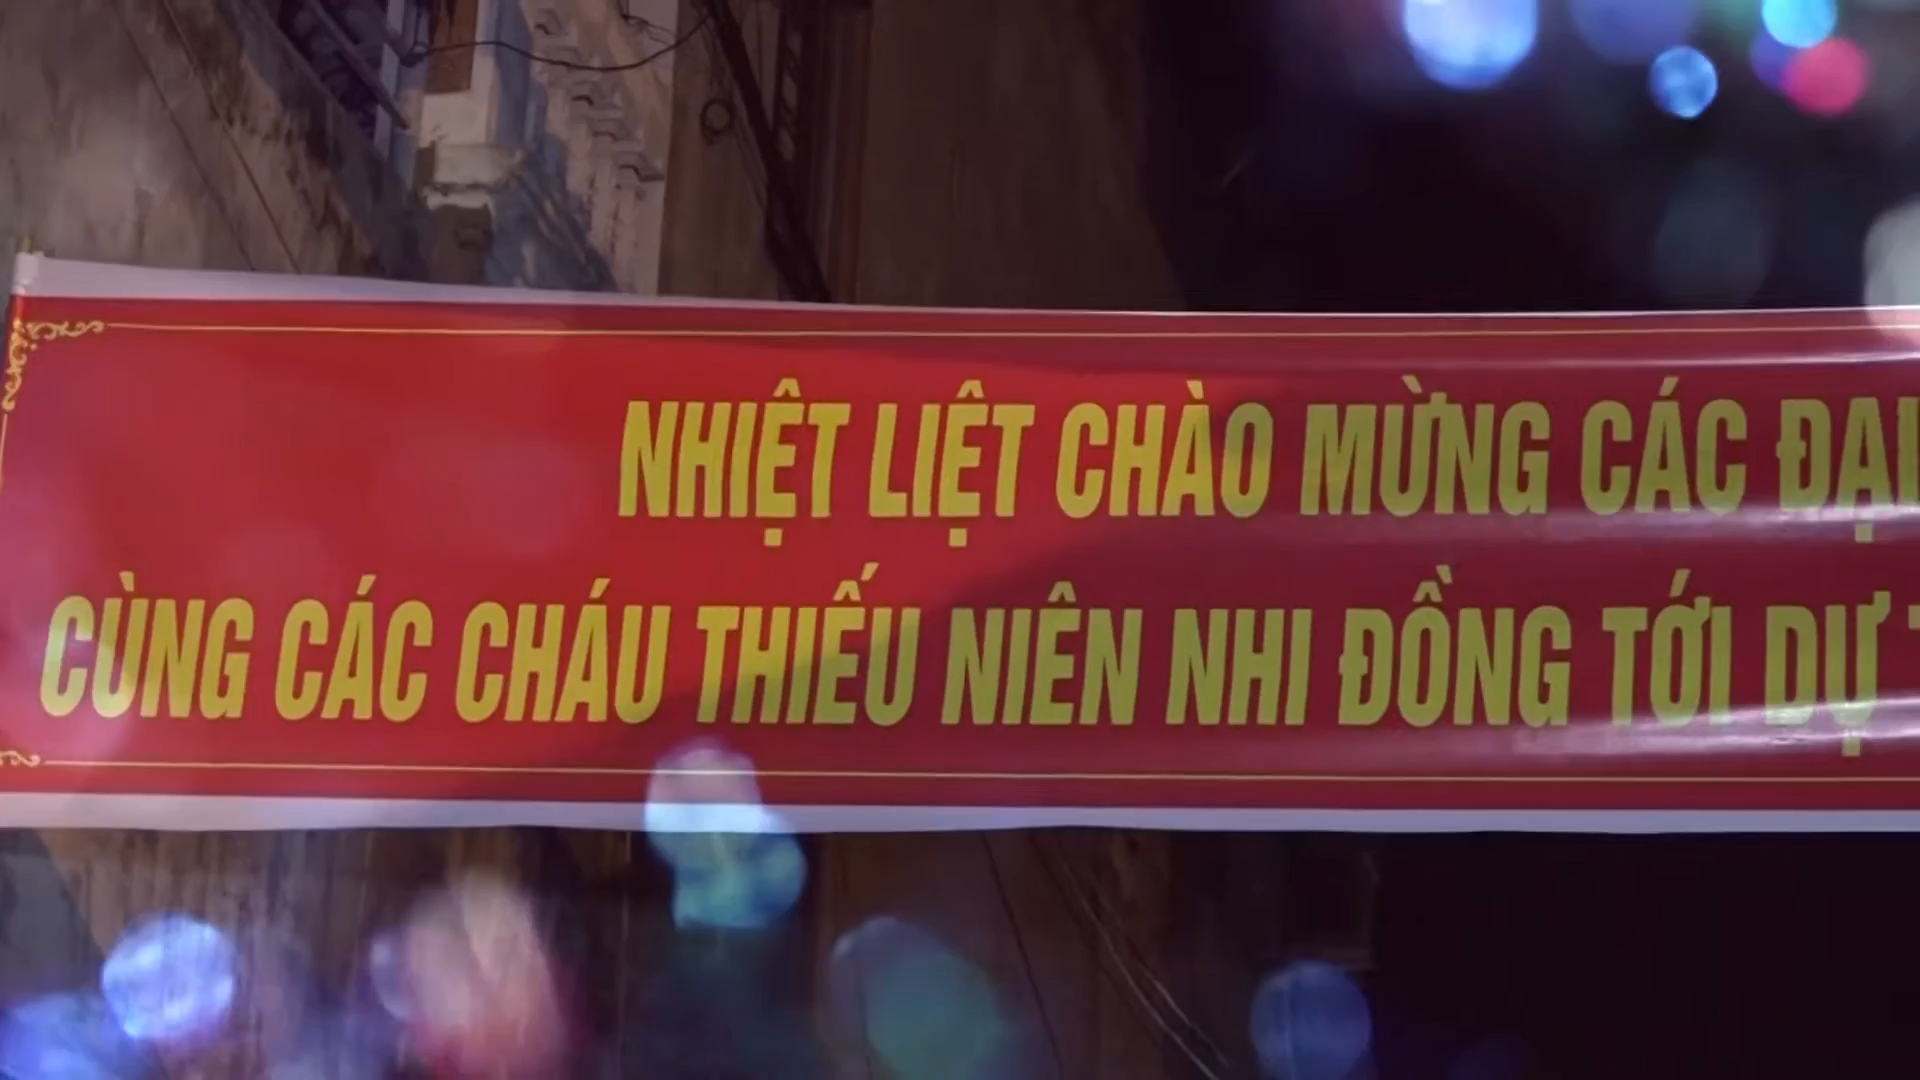 NHIỆT LIỆT CHÀO MỪNG CÁC ĐẠI
CÙNG CÁC CHÁU THIẾU NIÊN NHI ĐỒNG TỚI DỰ